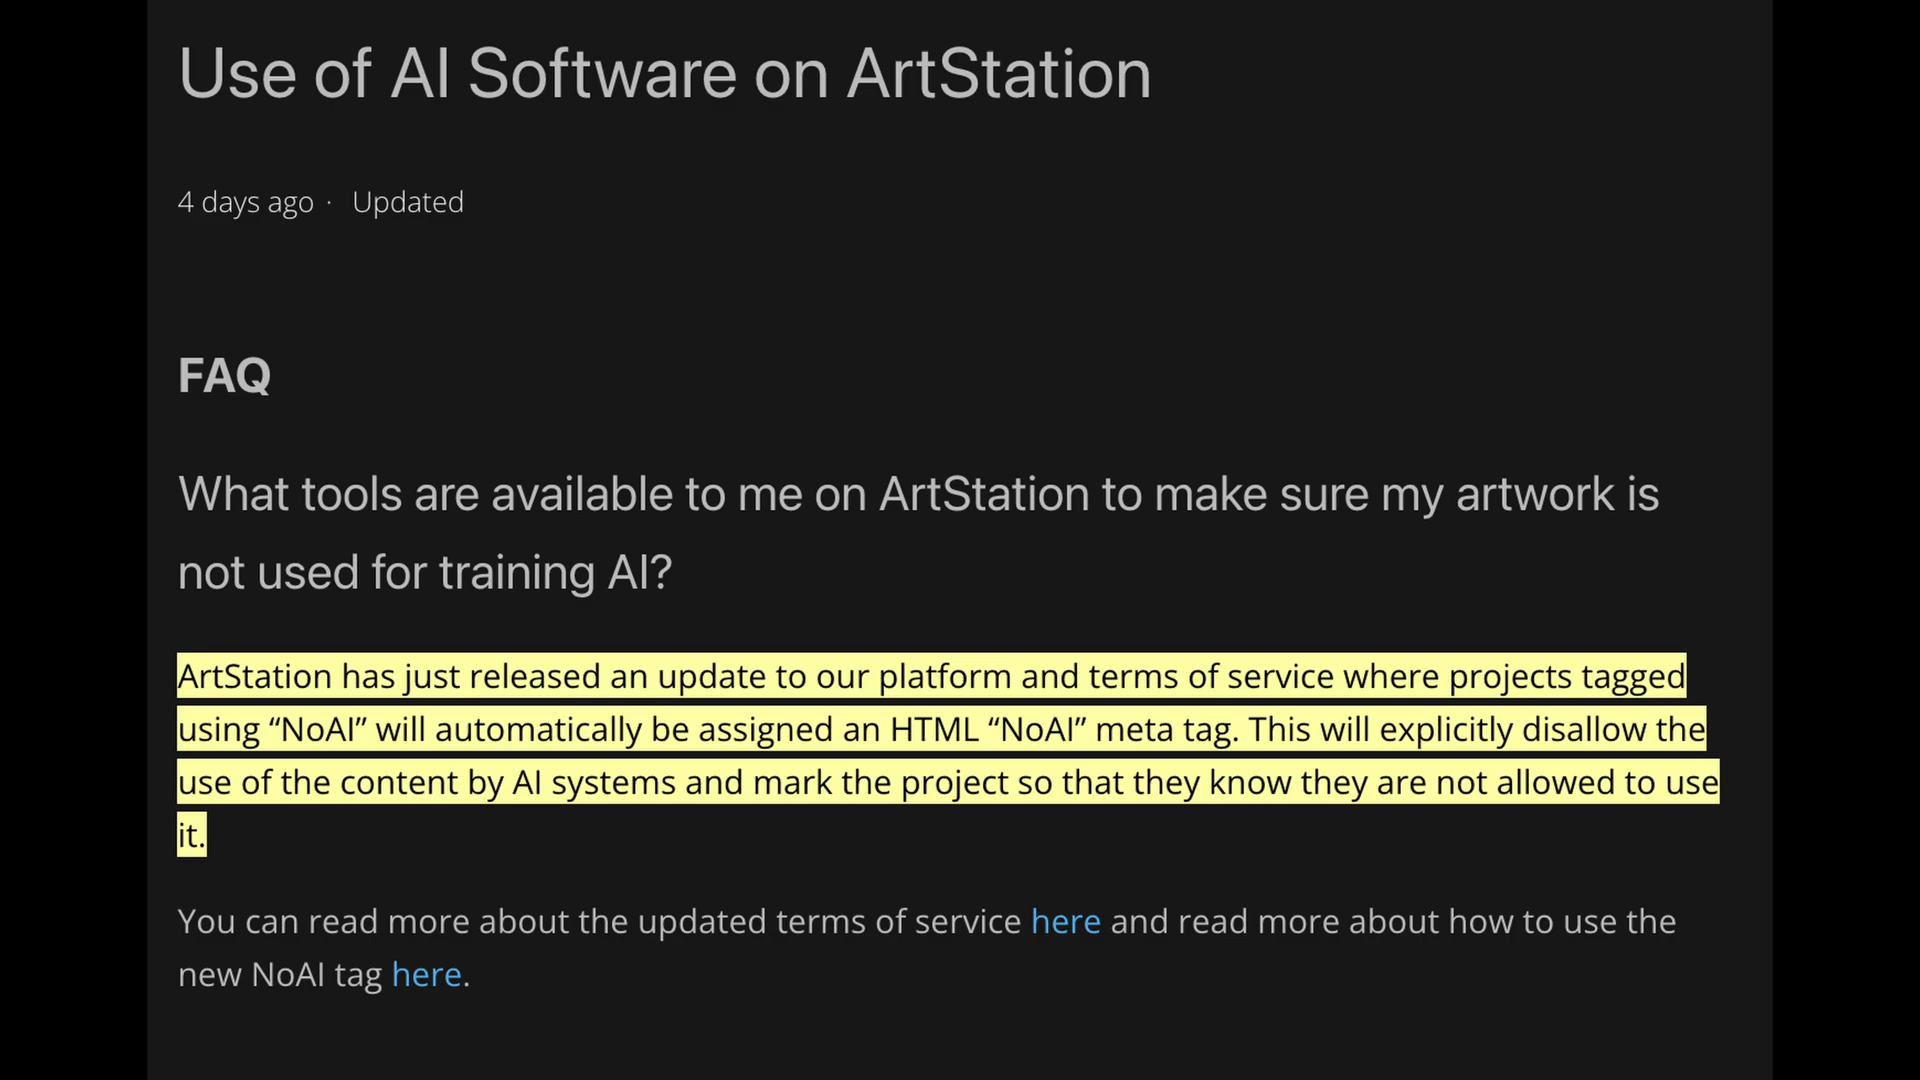 Use of AI Software on ArtStation
4 days ago · Updated
FAQ
What tools are available to me on ArtStation to make sure my artwork is
not used for training AI?
ArtStation has just released an update to our platform and terms of service where projects tagged
using “NoAI” will automatically be assigned an HTML “NoAI” meta tag. This will explicitly disallow the
use of the content by AI systems and mark the project so that they know they are not allowed to use
it.
You can read more about the updated terms of service here and read more about how to use the
new NoAI tag here.